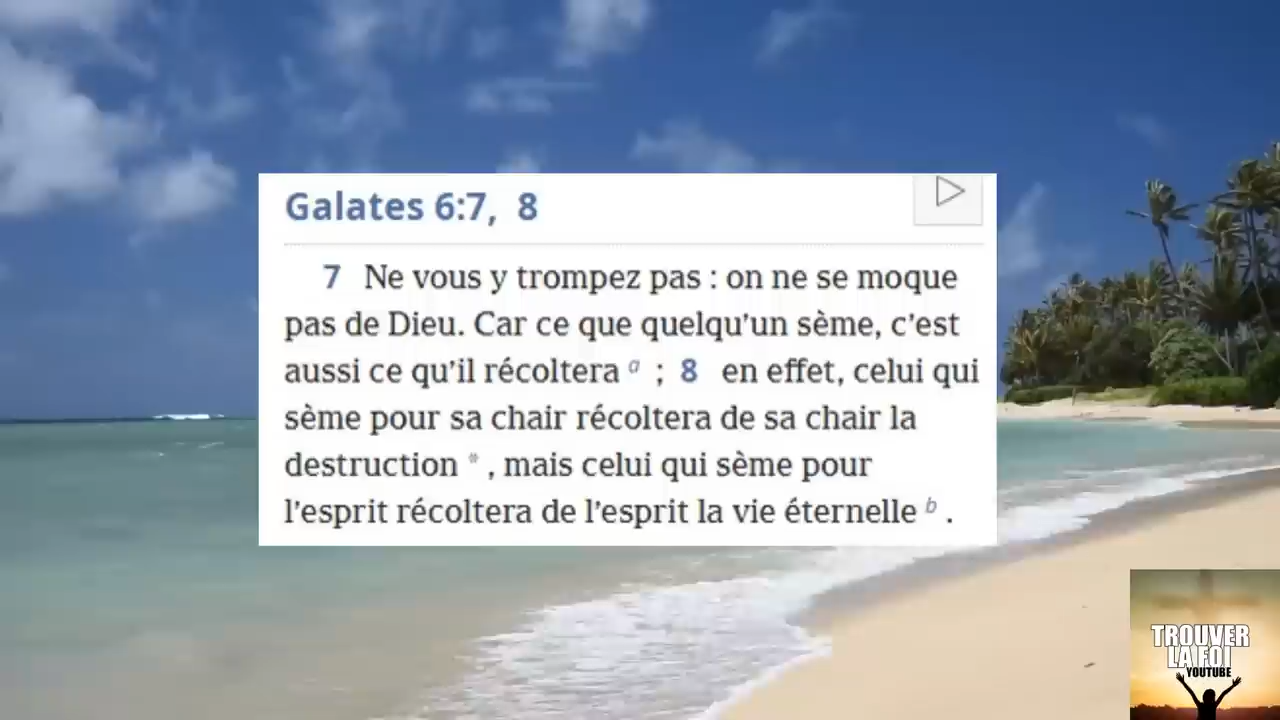 Galates 6:7, 8
7 Ne vous y trompez pas : on ne se moque
pas de Dieu. Car ce que quelqu’un sème, c’est
aussi ce qu’il récoltera a ; 8 en effet, celui qui
sème pour sa chair récoltera de sa chair la
destruction * , mais celui qui sème pour
l’esprit récoltera de l’esprit la vie éternelle b .
TROUVER
LA FOI
YOUTUBE